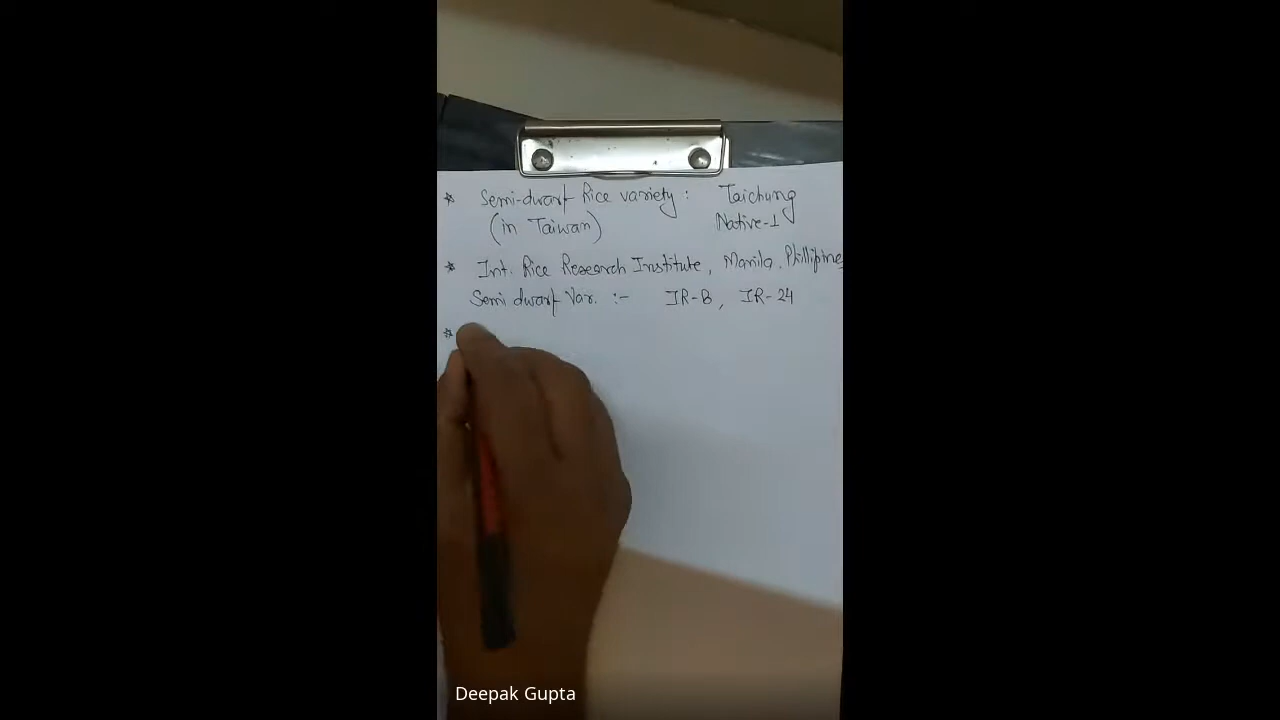 ☆ Semi-dwarf Rice variety : Taichung
(in Taiwan) Native-1
☆ Int. Rice Research Institute, Manila. Phillipines
Semi dwarf Var. :- IR-8, IR-24
☆
Deepak Gupta